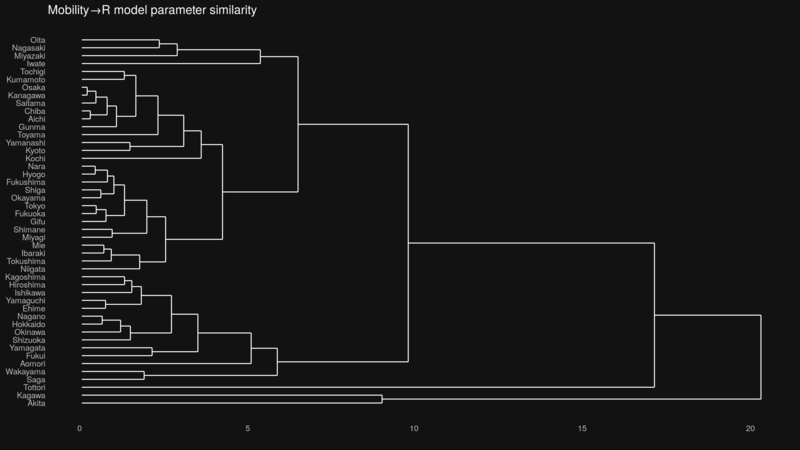 Mobility→R model parameter similarity
Oita
Nagasaki
Miyazaki
Iwate
Tochigi
Kumamoto
Osaka
Kanagawa
Saitama
Chiba
Aichi
Gunma
Toyama
Yamanashi
Kyoto
Kochi
Nara
Hyogo
Fukushima
Shiga
Okayama
Tokyo
Fukuoka
Gifu
Shimane
Miyagi
Mie
Ibaraki
Tokushima
Niigata
Kagoshima
Hiroshima
Ishikawa
Yamaguchi
Ehime
Nagano
Hokkaido
Okinawa
Shizuoka
Yamagata
Fukui
Aomori
Wakayama
Saga
Tottori
Kagawa
Akita
0 5 10 15 20